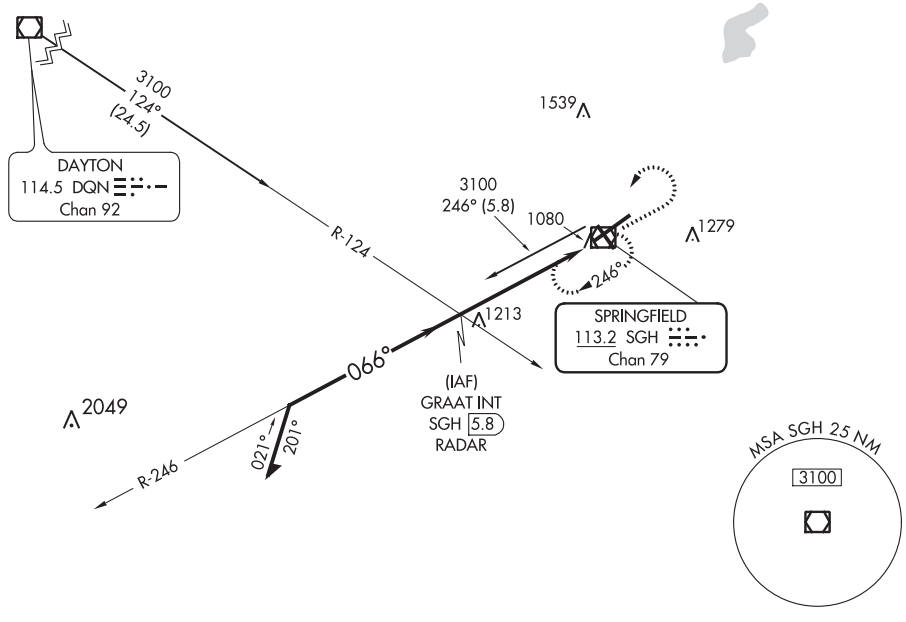 3100
124°
(24.5)
DAYTON
114.5 DQN
Chan 92
R-124
1539
3100
246° (5.8)
1080
1279
246°
SPRINGFIELD
113.2 SGH
Chan 79
1213
066°
(IAF)
GRAAT INT
SGH 5.8
RADAR
2049
021°
201°
R-246
MSA SGH 25 NM
3100